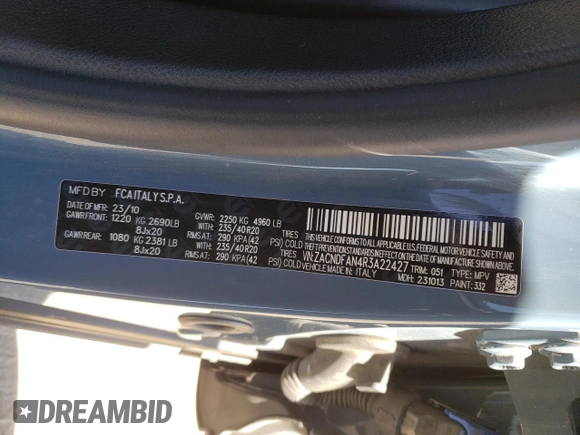 MFD BY FCA ITALY S.P.A.
DATE OF MFR: 23/10 GVWR: 2250 KG 4960 LB
GAWR FRONT: 1220 KG 2690LB WITH: 235/40R20 TIRES
8Jx20 RIMS AT: 290 KPA(42 PSI) COLD
GAWR REAR: 1080 KG 2381 LB WITH: 235/40R20 TIRES
8Jx20 RIMS AT: 290 KPA(42 PSI) COLD
THIS VEHICLE CONFORMS TO ALL APPLICABLE U.S. FEDERAL MOTOR VEHICLE SAFETY, BUMPER AND
THEFT PREVENTION STANDARDS IN EFFECT ON THE DATE OF MANUFACTURE SHOWN ABOVE.
VIN: ZACNDFAN4R3A22427 TYPE: MPV
VEHICLE MADE IN: ITALY TRIM: 051 MDH: 231013 PAINT: 332
DREAMBID